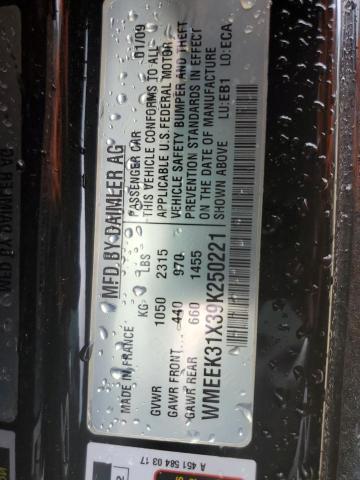 MFD BY DAIMLER AG
MADE IN FRANCE
PASSENGER CAR 01/09
THIS VEHICLE CONFORMS TO ALL
APPLICABLE U.S. FEDERAL MOTOR
VEHICLE SAFETY BUMPER AND THEFT
PREVENTION STANDARDS IN EFFECT
ON THE DATE OF MANUFACTURE
SHOWN ABOVE LU:EB1 LO:ECA
KG LBS
GVWR 1050 2315
GAWR FRONT... 440 970
GAWR REAR 660 1455
WMEEK31X39K250221
A 451 584 03 17